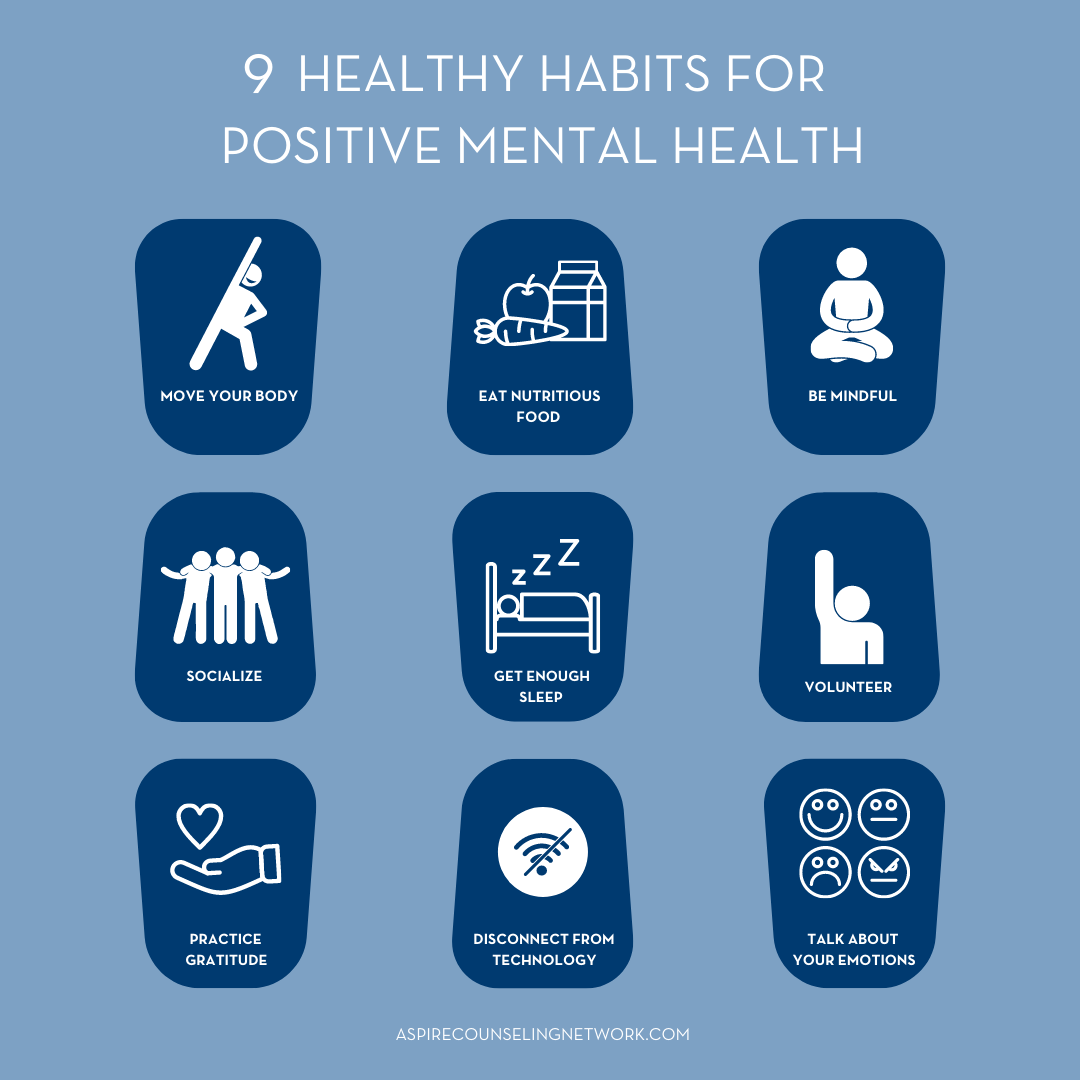 9 HEALTHY HABITS FOR
POSITIVE MENTAL HEALTH
MOVE YOUR BODY
EAT NUTRITIOUS
FOOD
BE MINDFUL
SOCIALIZE
z z Z
GET ENOUGH
SLEEP
VOLUNTEER
PRACTICE
GRATITUDE
DISCONNECT FROM
TECHNOLOGY
TALK ABOUT
YOUR EMOTIONS
ASPIRECOUNSELINGNETWORK.COM